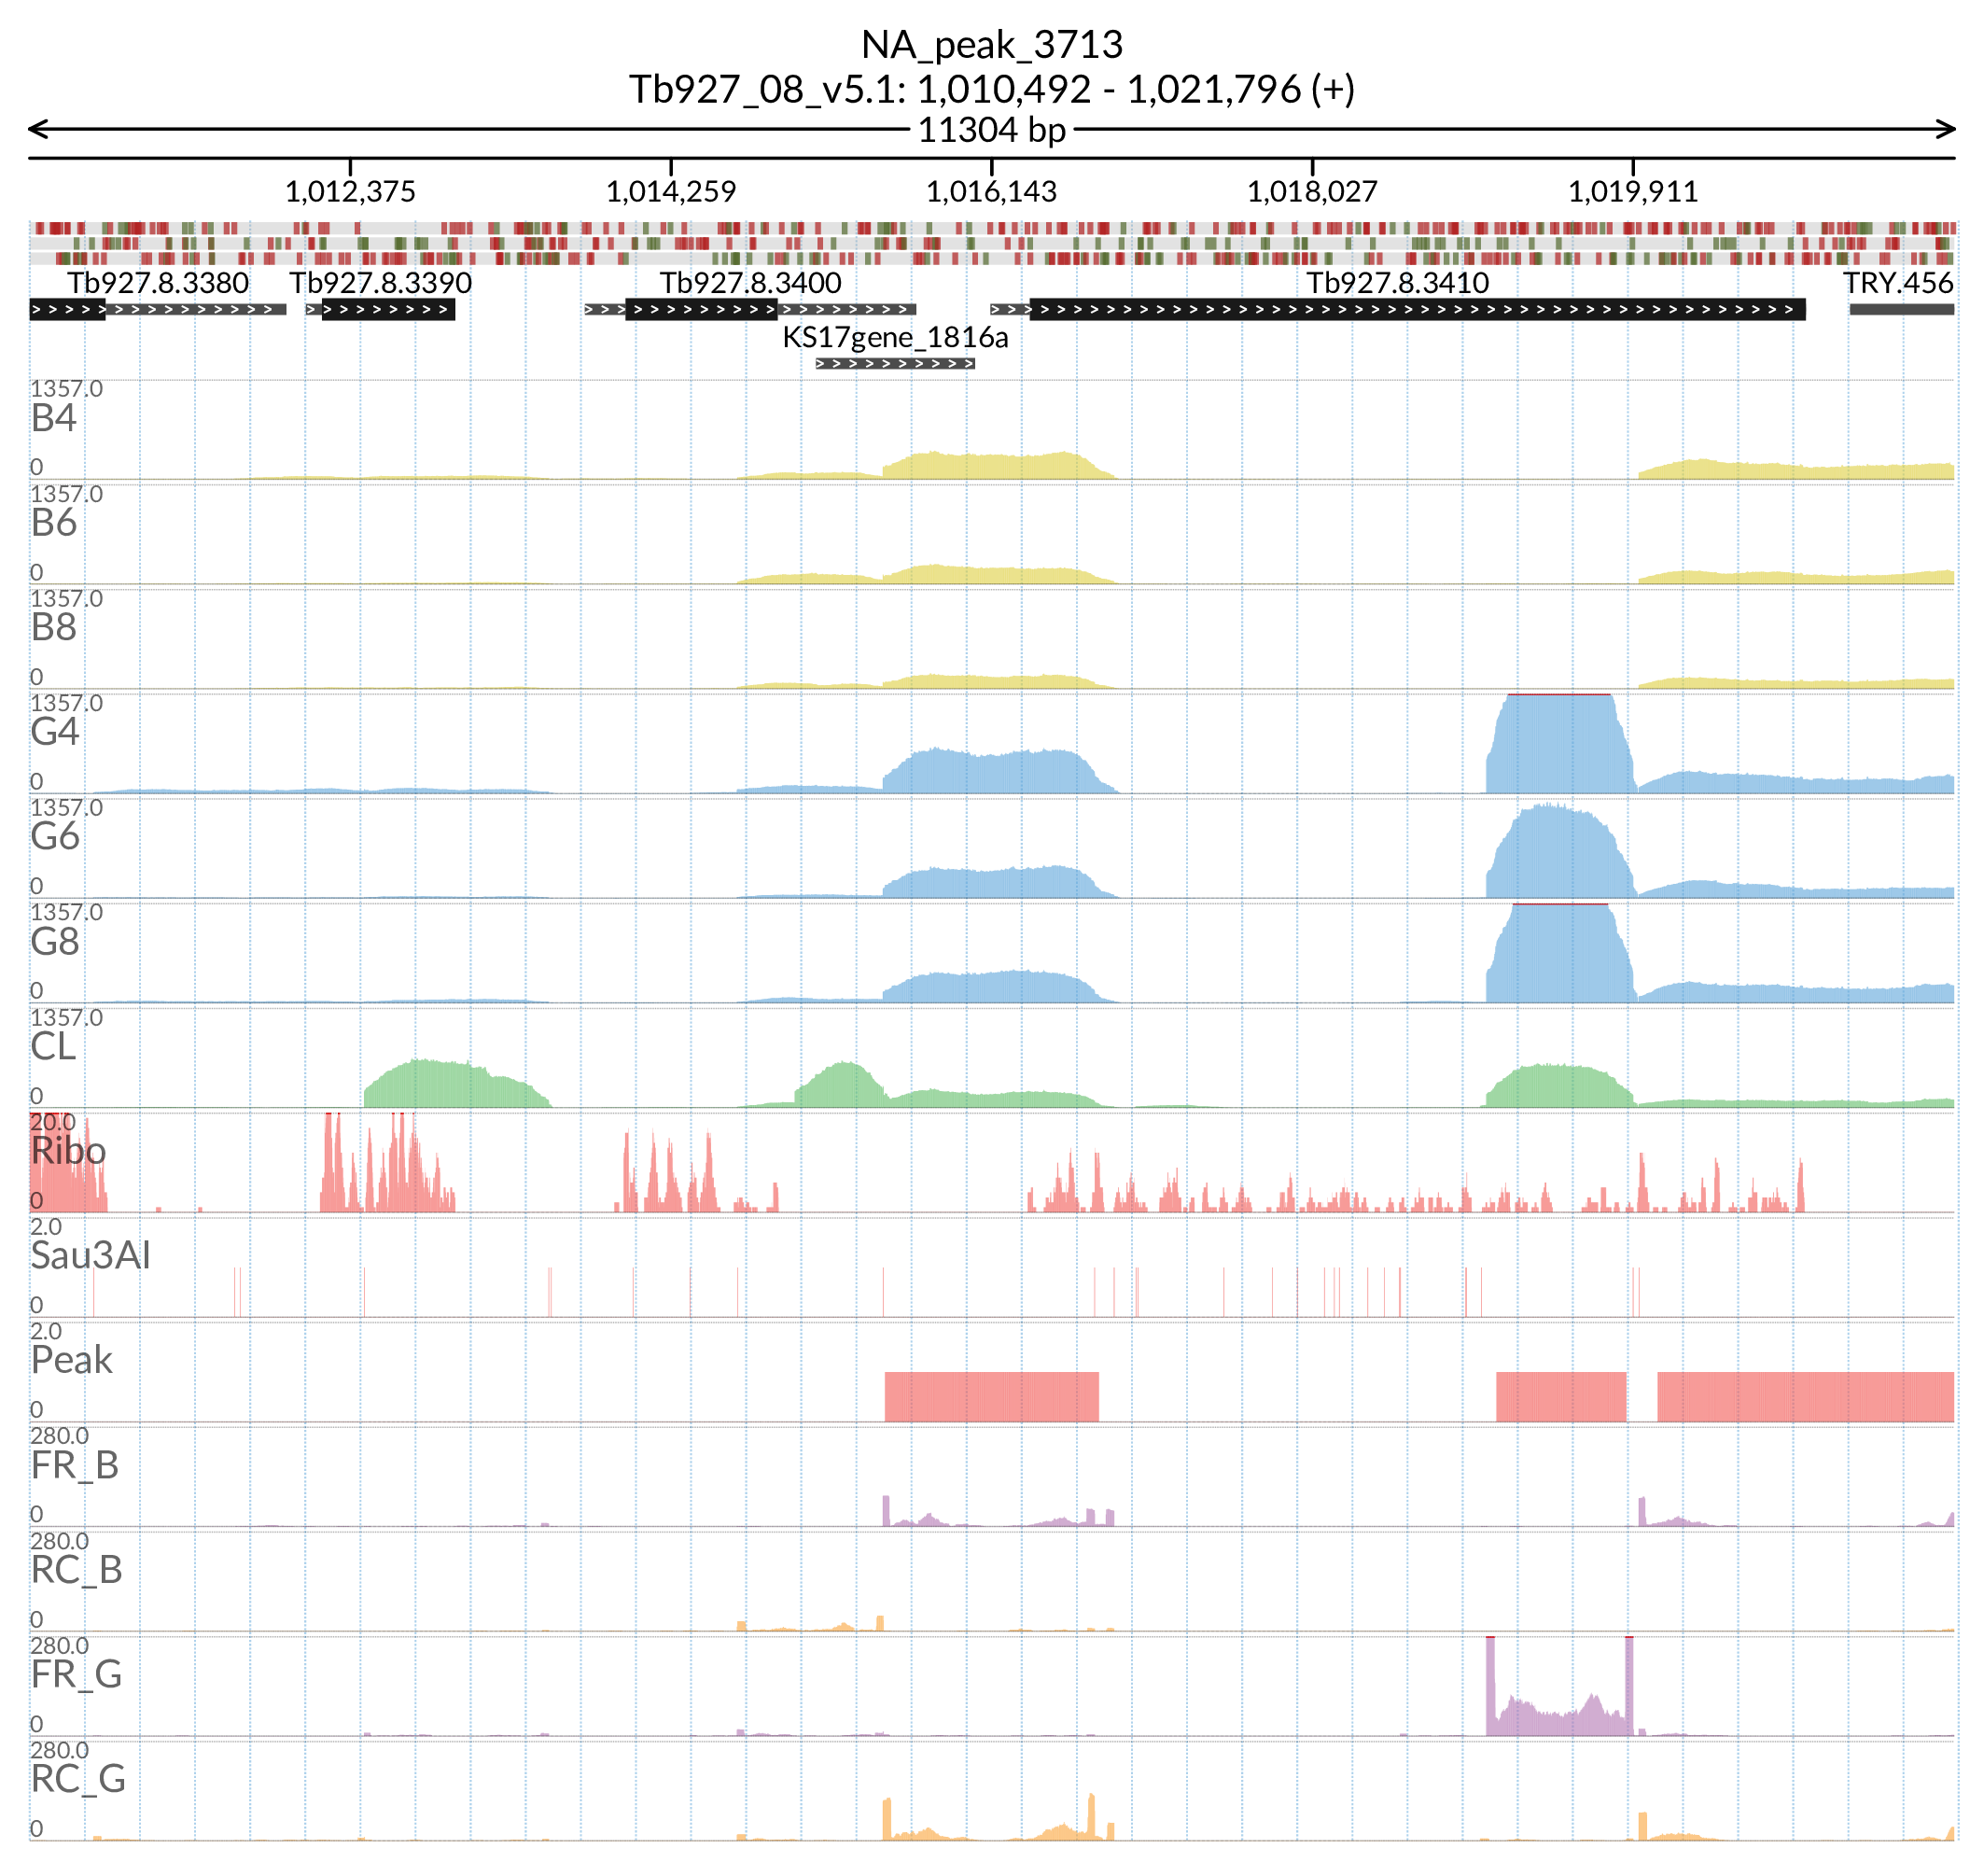 NA_peak_3713
Tb927_08_v5.1: 1,010,492 - 1,021,796 (+)
11304 bp
1,012,375 1,014,259 1,016,143 1,018,027 1,019,911
Tb927.8.3380 Tb927.8.3390 Tb927.8.3400 Tb927.8.3410 TRY.456
KS17gene_1816a
1357.0
B4
0
1357.0
B6
0
1357.0
B8
0
1357.0
G4
0
1357.0
G6
0
1357.0
G8
0
1357.0
CL
0
20.0
Ribo
0
2.0
Sau3AI
0
2.0
Peak
0
280.0
FR_B
0
280.0
RC_B
0
280.0
FR_G
0
280.0
RC_G
0